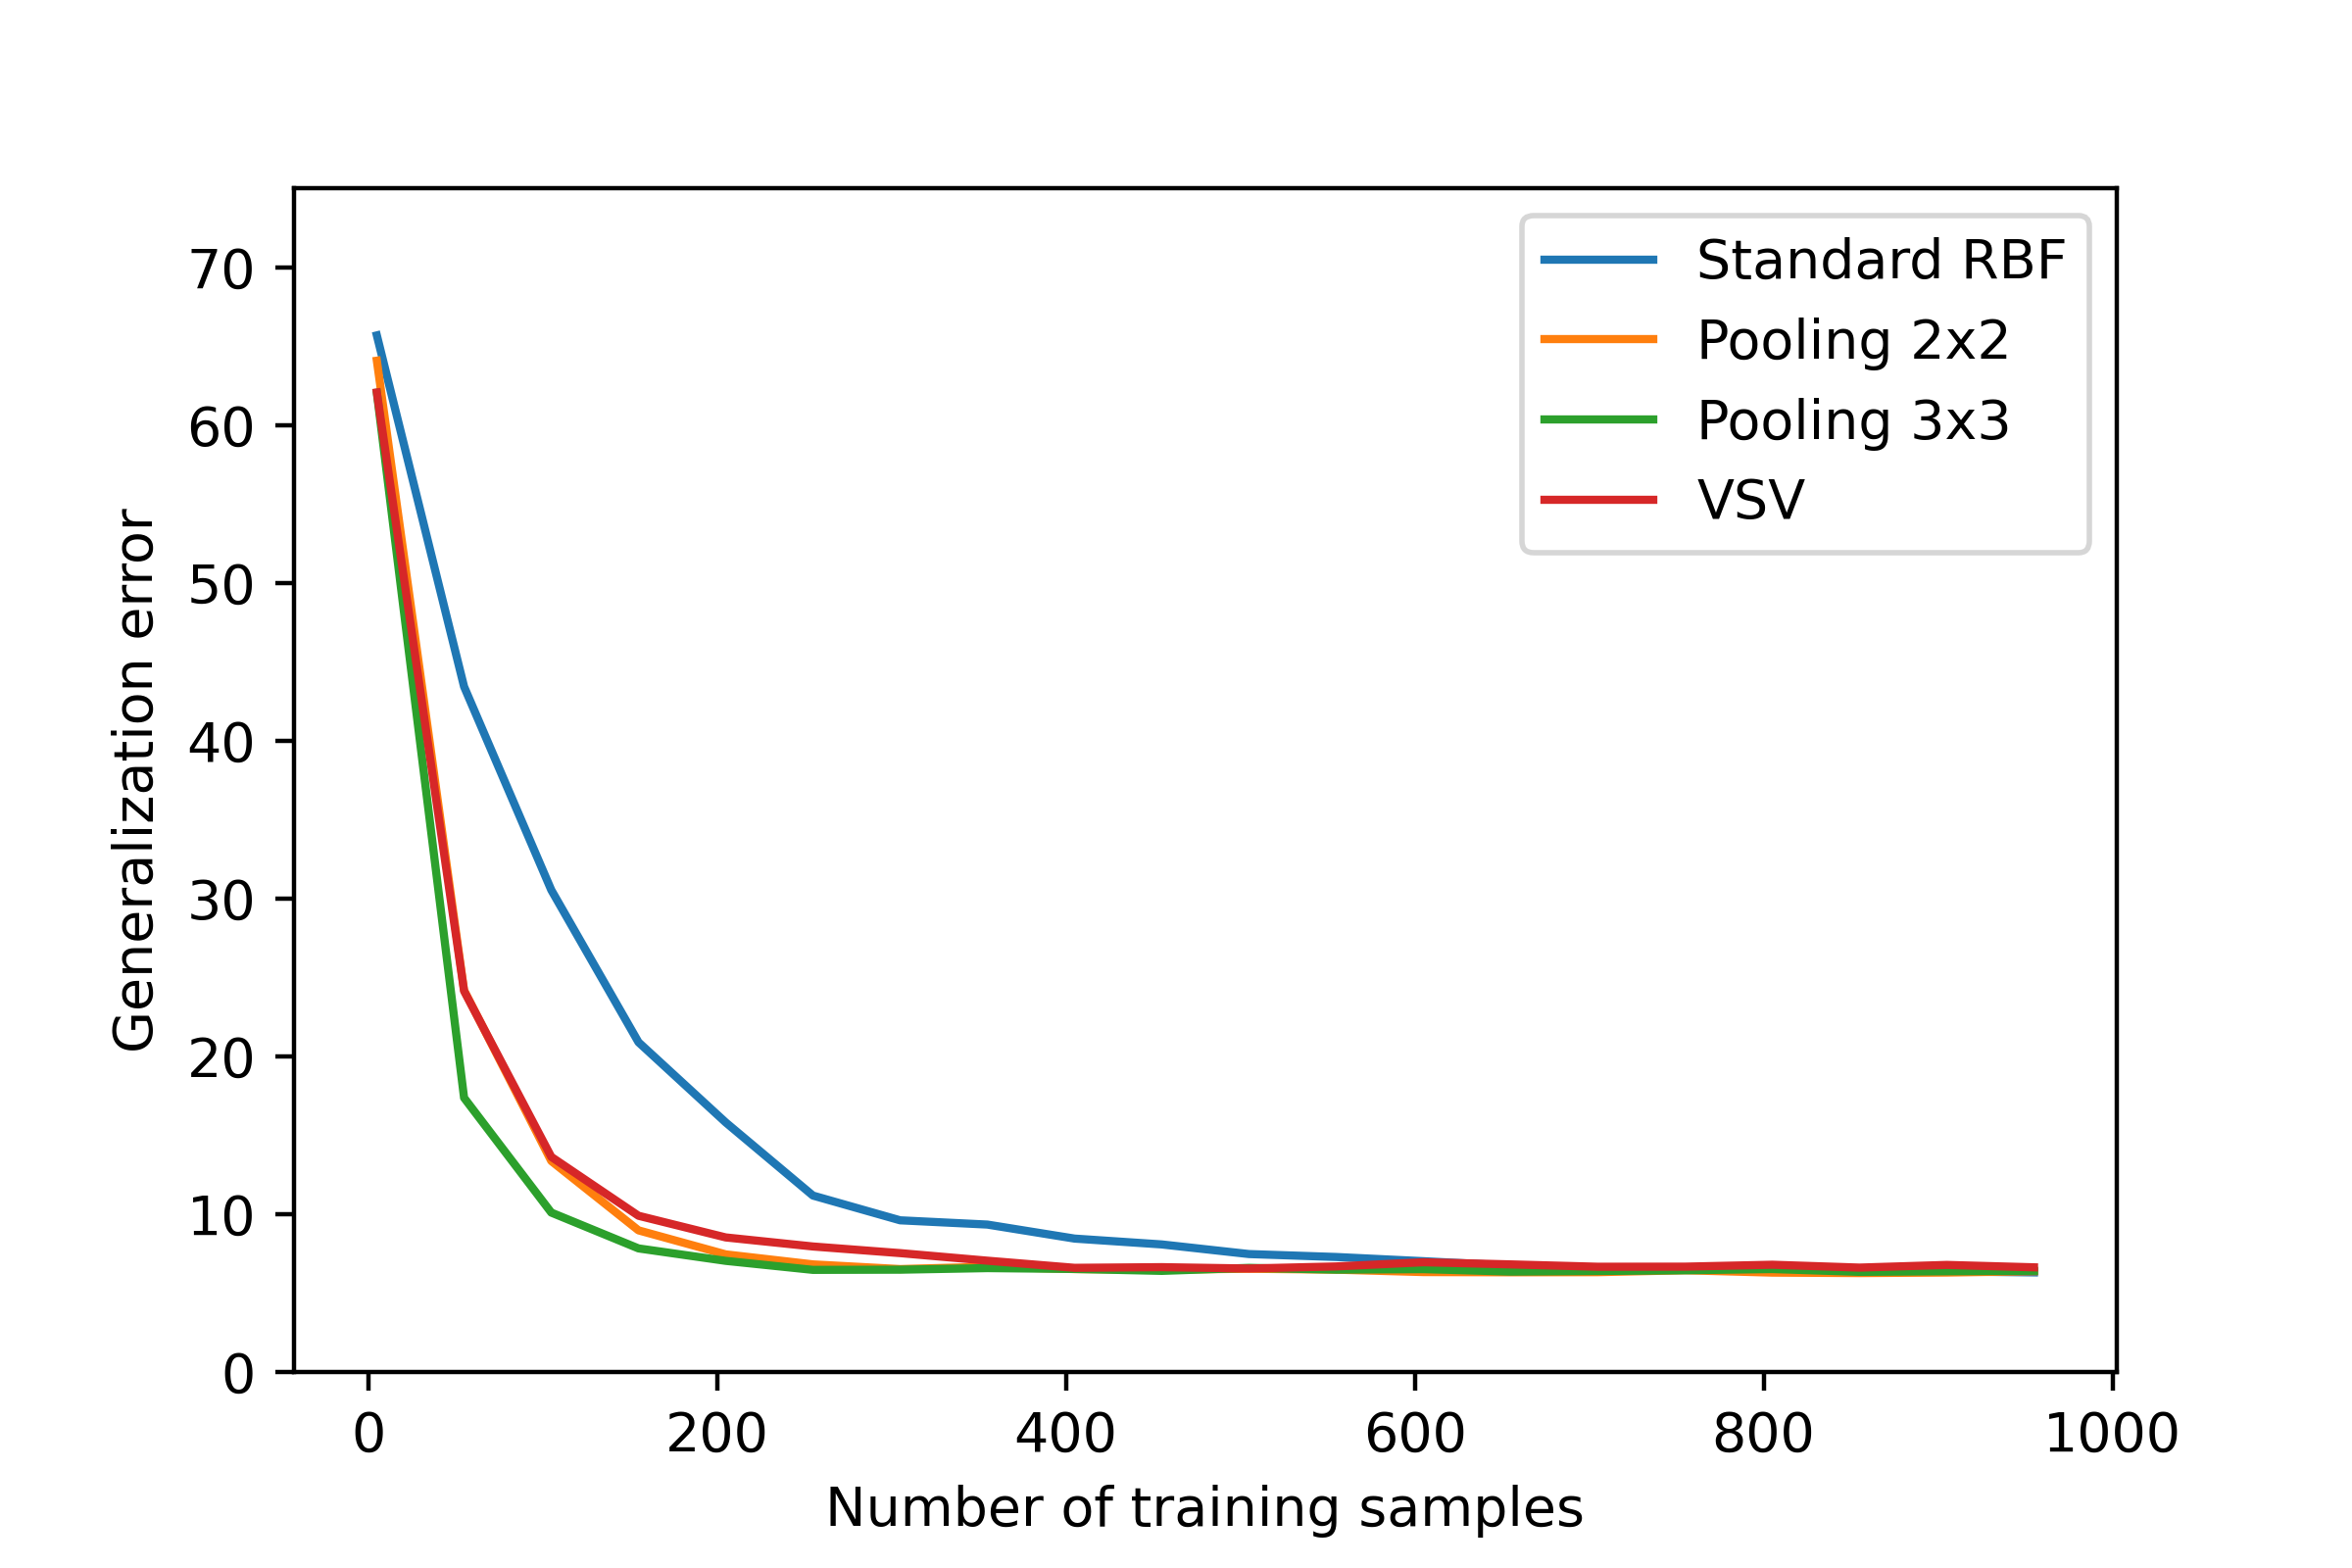 Standard RBF
Pooling 2x2
Pooling 3x3
VSV
70
60
50
40
30
20
10
0
Generalization error
0 200 400 600 800 1000
Number of training samples